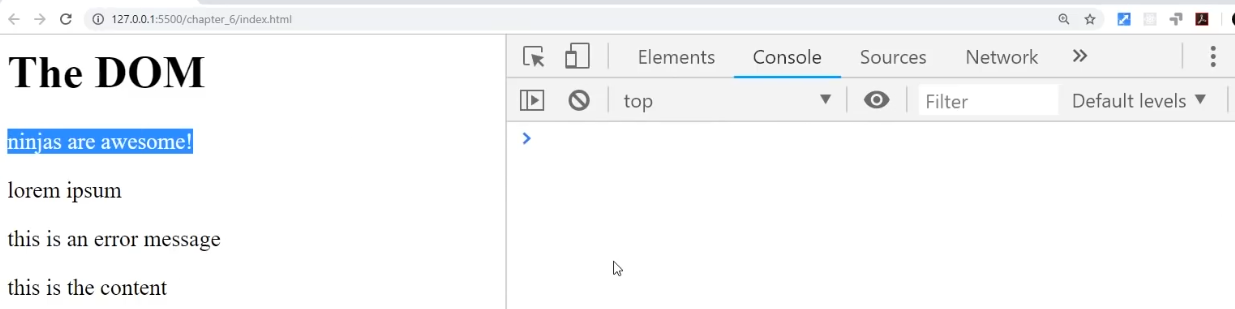 127.0.0.1:5500/chapter_6/index.html
The DOM
ninjas are awesome!
lorem ipsum
this is an error message
this is the content
Elements Console Sources Network
top Filter Default levels